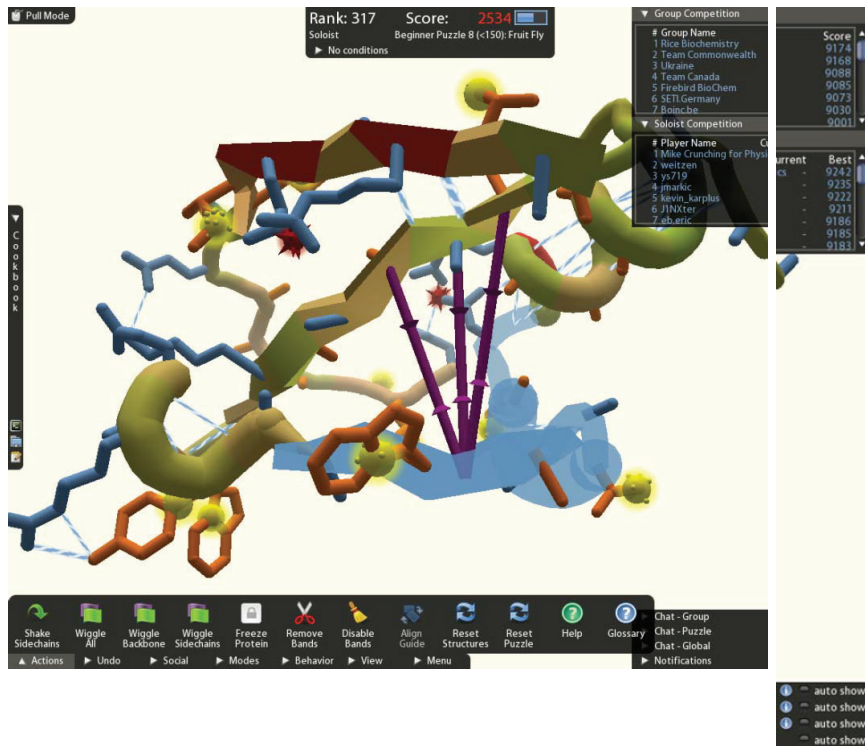 Pull Mode
Rank: 317 Score: 2534
Soloist Beginner Puzzle 8 (<150): Fruit Fly
▶ No conditions
▼ Group Competition
# Group Name
1 Rice Biochemistry
2 Team Commonwealth
3 Ukraine
4 Team Canada
5 Firebird BioChem
6 SETI.Germany
7 Boinc.be
▼ Soloist Competition
# Player Name Cu
1 Mike Crunching for Physi
2 weitzen
3 ys719
4 jmarkic
5 kevin_karplus
6 J1NXter
7 eb.eric
Score
9174
9168
9088
9085
9073
9030
9001
urrent Best
cs - 9242
- 9235
- 9222
- 9211
- 9186
- 9185
- 9183
Cookbook
Shake Sidechains
Wiggle All
Wiggle Backbone
Wiggle Sidechains
Freeze Protein
Remove Bands
Disable Bands
Align Guide
Reset Structures
Reset Puzzle
Help
Glossary
▲ Actions ▶ Undo ▶ Social ▶ Modes ▶ Behavior ▶ View ▶ Menu
▶ Chat - Group
▶ Chat - Puzzle
▶ Chat - Global
▶ Notifications
auto show
auto show
auto show
auto show